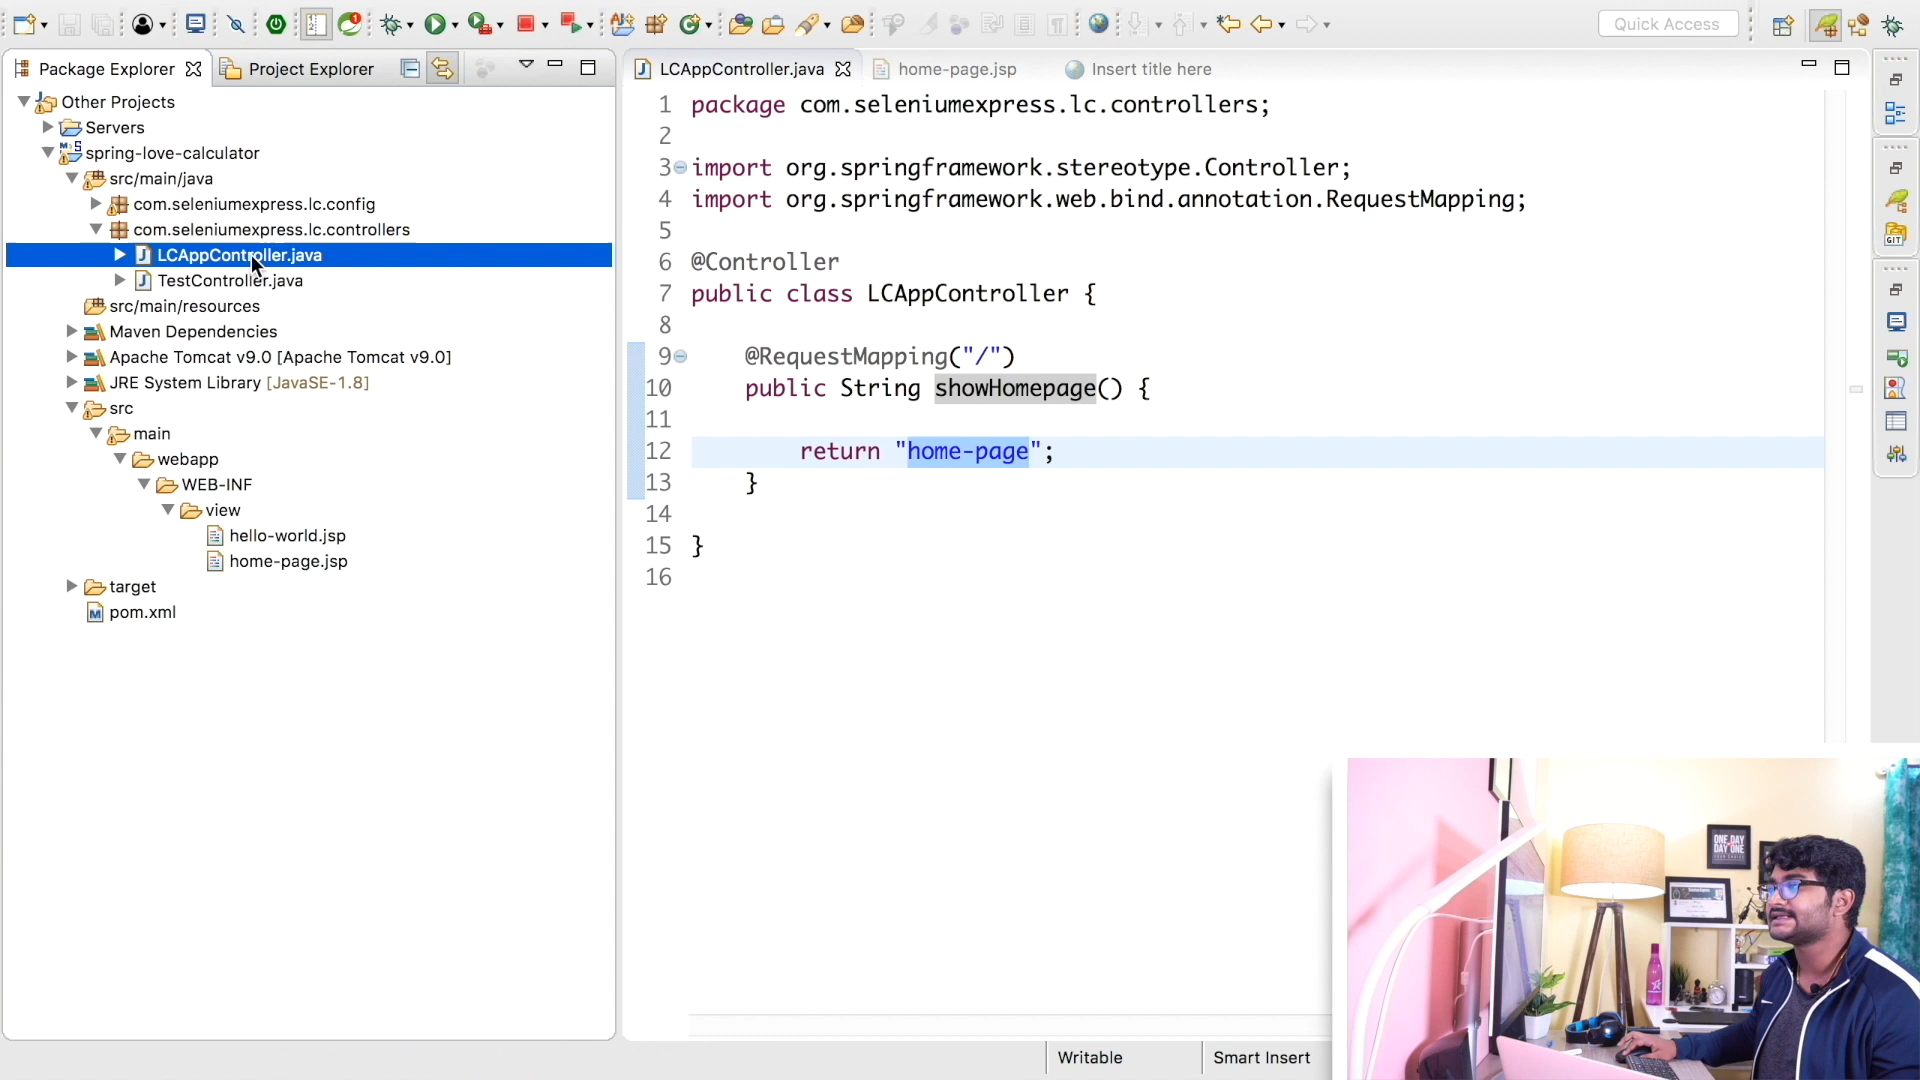 Quick Access
Package Explorer
Project Explorer
LCAppController.java
home-page.jsp
Insert title here
Other Projects
Servers
spring-love-calculator
src/main/java
com.seleniumexpress.lc.config
com.seleniumexpress.lc.controllers
LCAppController.java
TestController.java
src/main/resources
Maven Dependencies
Apache Tomcat v9.0 [Apache Tomcat v9.0]
JRE System Library [JavaSE-1.8]
src
main
webapp
WEB-INF
view
hello-world.jsp
home-page.jsp
target
pom.xml
1 package com.seleniumexpress.lc.controllers;
2
3 import org.springframework.stereotype.Controller;
4 import org.springframework.web.bind.annotation.RequestMapping;
5
6 @Controller
7 public class LCAppController {
8
9 @RequestMapping("/")
10 public String showHomepage() {
11
12 return "home-page";
13 }
14
15 }
16
GIT
ONE DAY
DAY ONE
Writable
Smart Insert